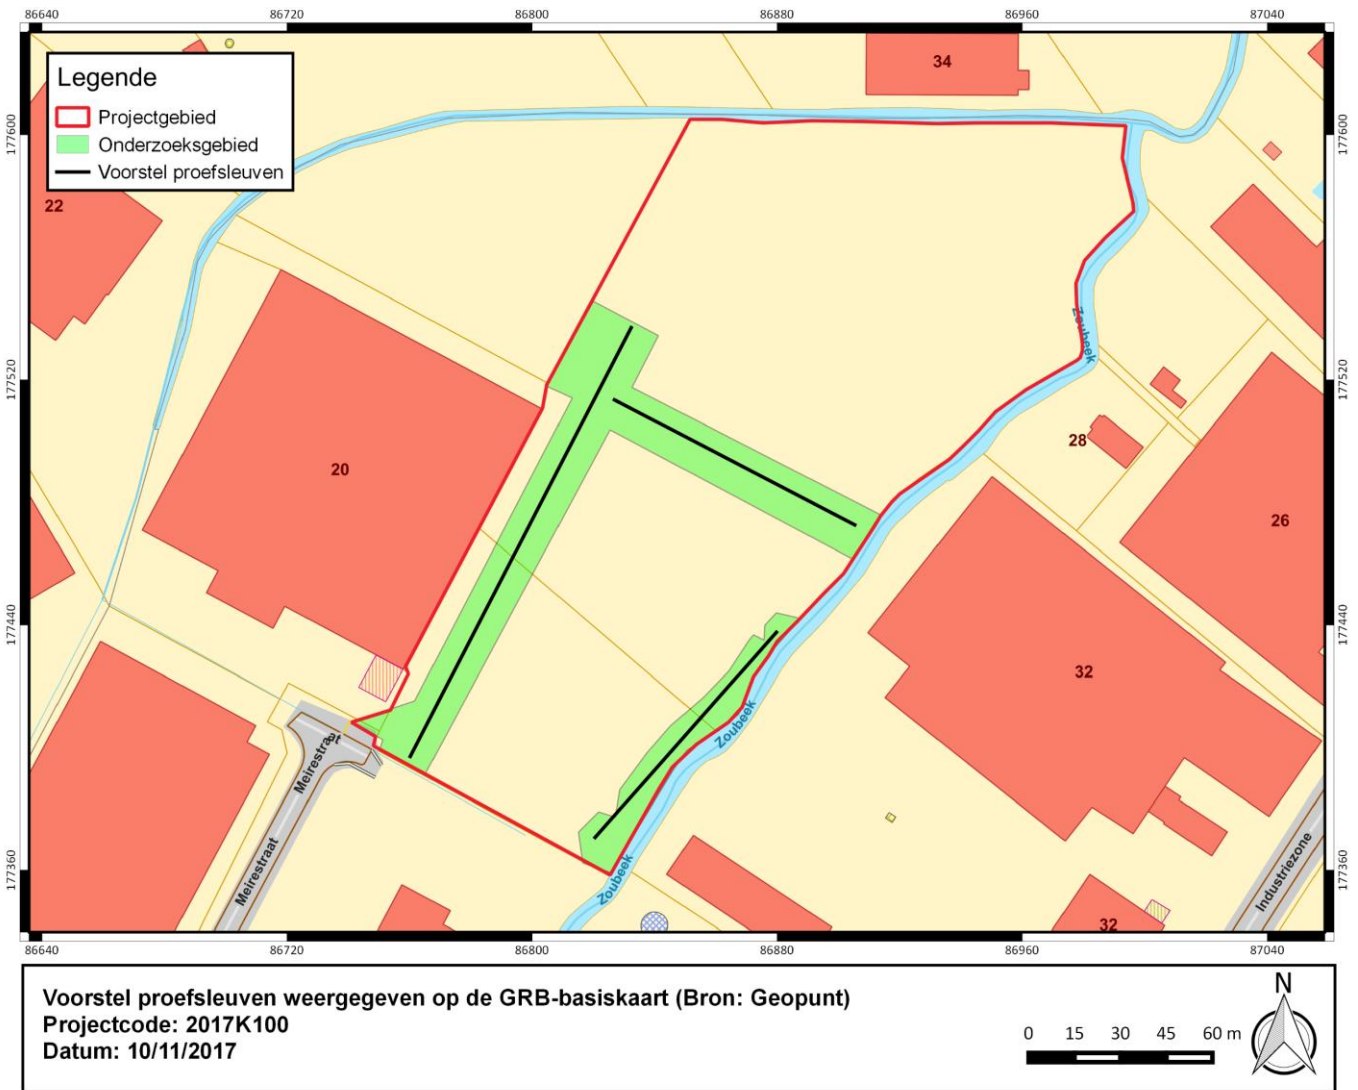 86640
86720
86800
86880
86960
87040
177600
177520
177440
177360
177600
177520
177440
177360
Legende
Projectgebied
Onderzoeksgebied
Voorstel proefsleuven
34
22
20
28
26
32
32
Zoubeek
Zoubeek
Zoubeek
Meirestraat
Meirestraat
Industriezone
86640
86720
86800
86880
86960
87040
Voorstel proefsleuven weergegeven op de GRB-basiskaart (Bron: Geopunt)
Projectcode: 2017K100
Datum: 10/11/2017
0 15 30 45 60 m
N